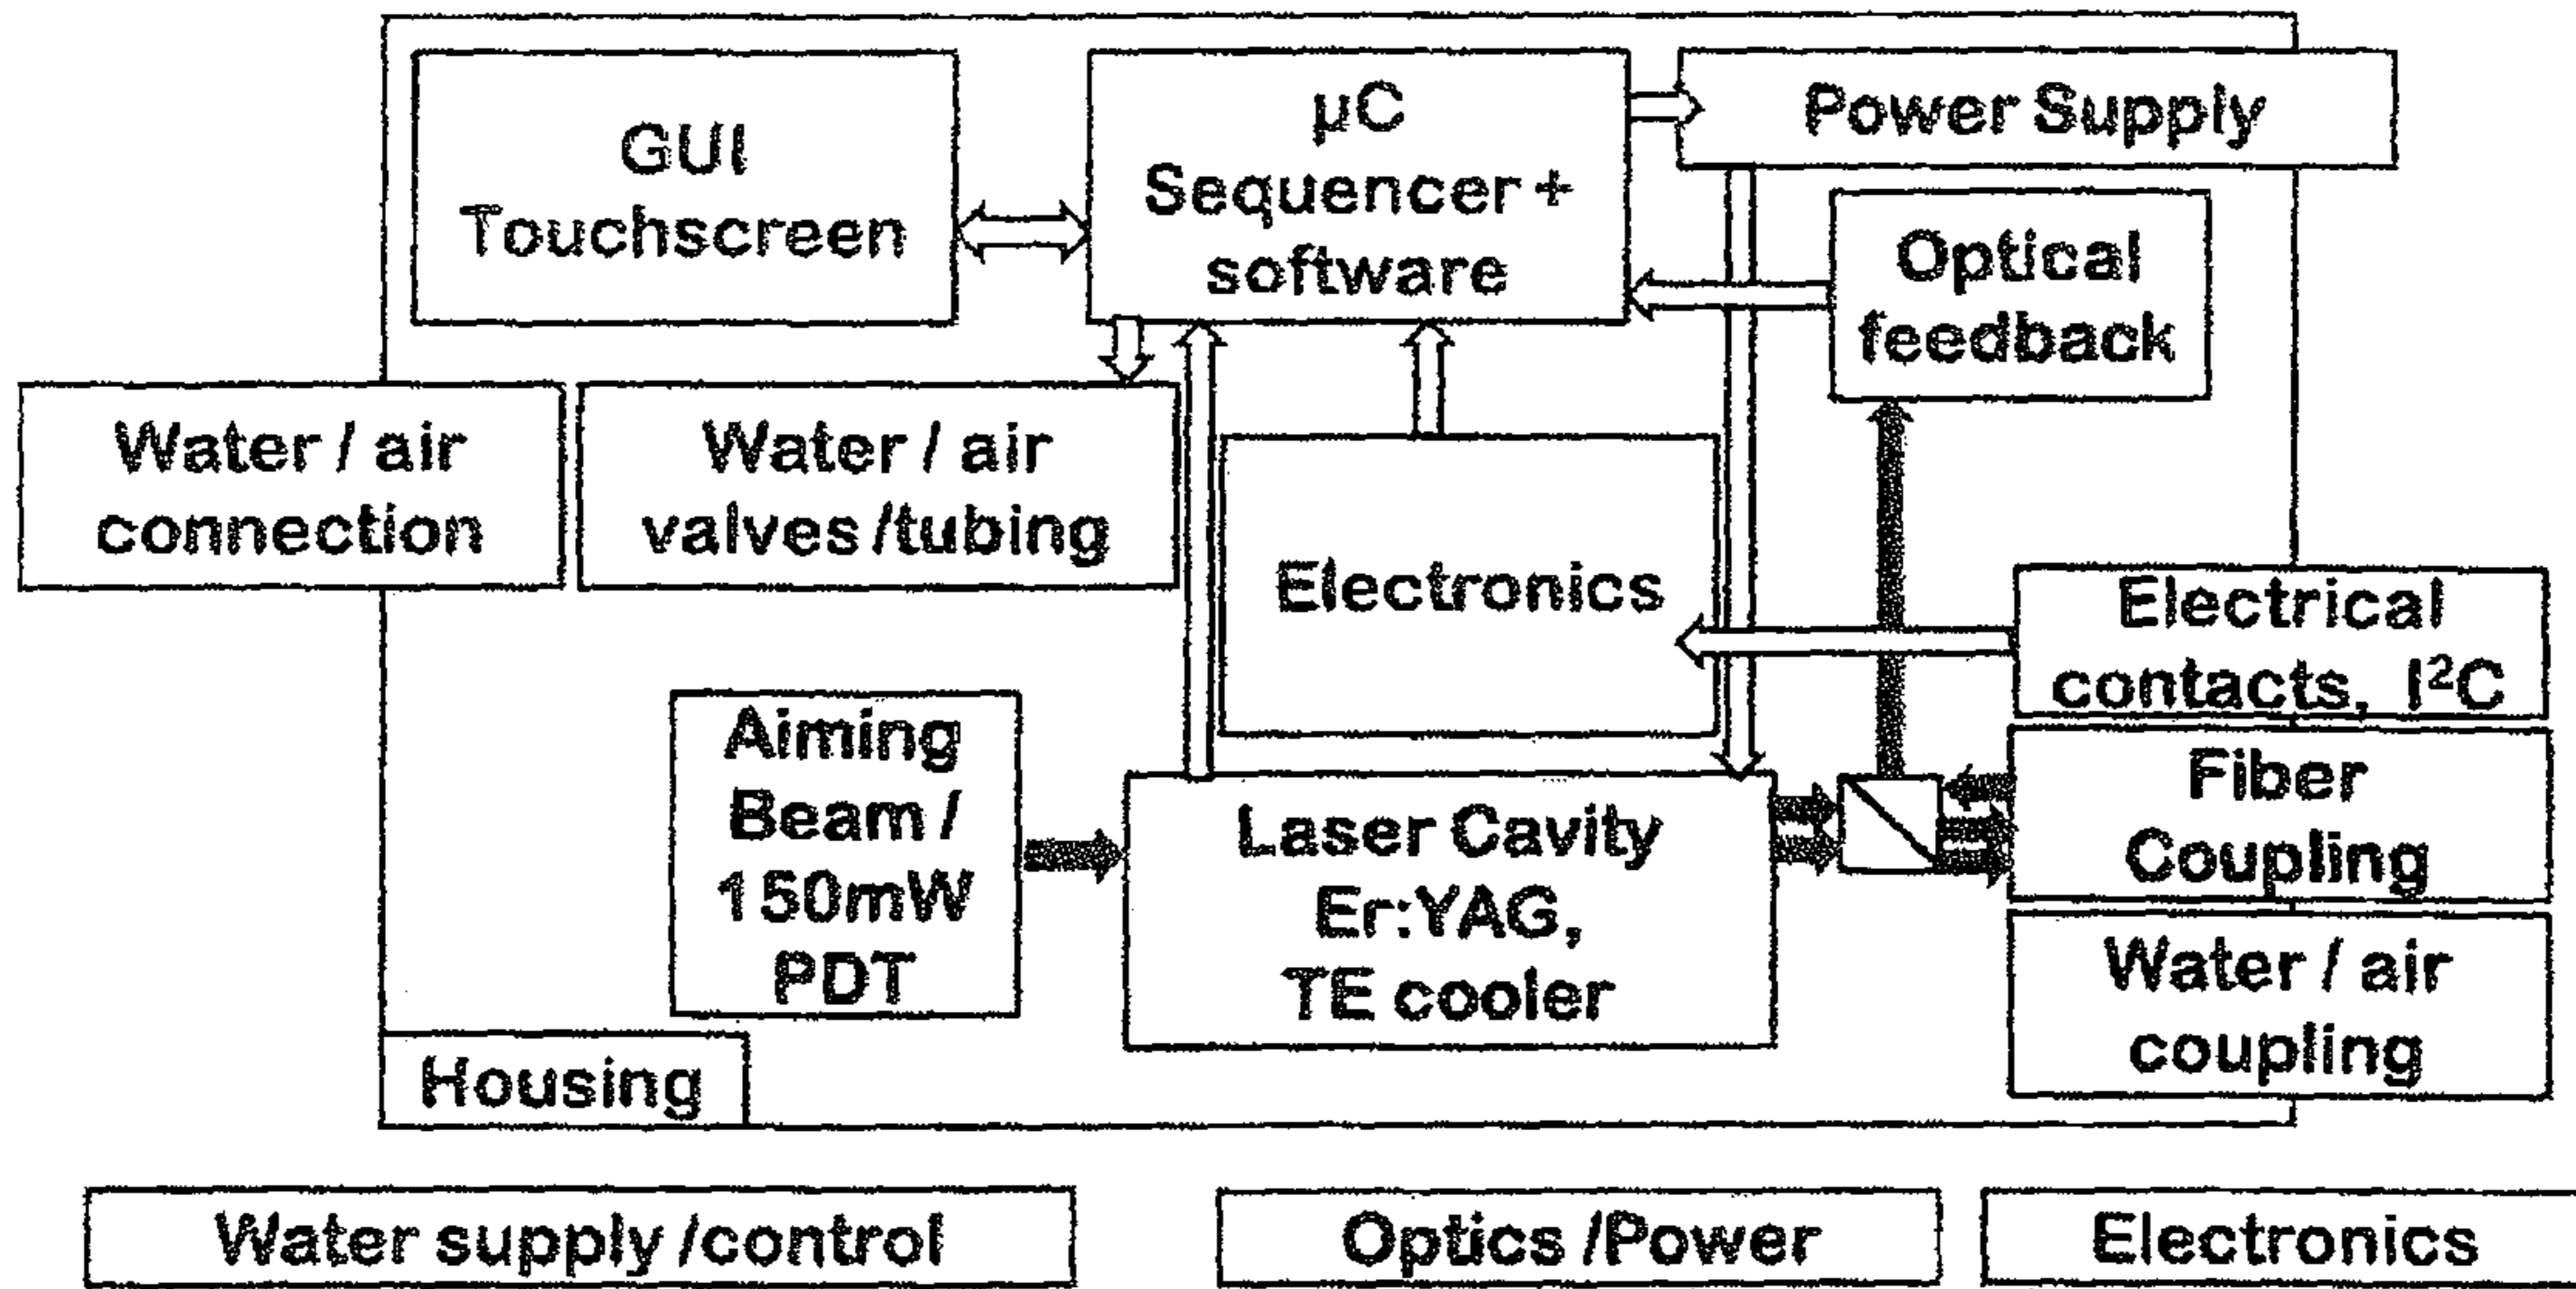 GUI
Touchscreen
µC
Sequencer +
software
Power Supply
Optical
feedback
Water / air
connection
Water / air
valves /tubing
Electronics
Electrical
contacts, I²C
Aiming
Beam /
150mW
PDT
Laser Cavity
Er:YAG,
TE cooler
Fiber
Coupling
Water / air
coupling
Housing
Water supply /control
Optics /Power
Electronics